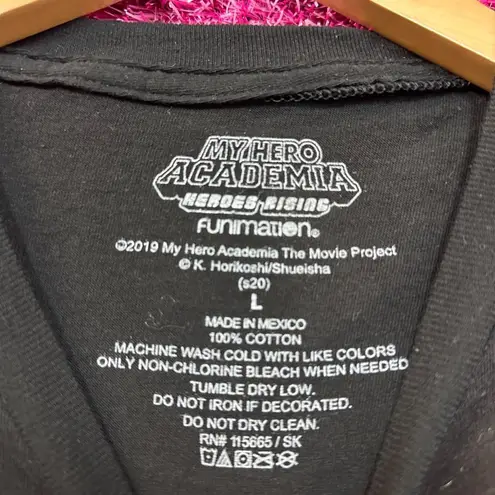 MY HERO
ACADEMIA
HEROES RISING
FUNIMATION®
©2019 My Hero Academia The Movie Project
© K. Horikoshi/Shueisha
(s20)
L
MADE IN MEXICO
100% COTTON
MACHINE WASH COLD WITH LIKE COLORS
ONLY NON-CHLORINE BLEACH WHEN NEEDED
TUMBLE DRY LOW.
DO NOT IRON IF DECORATED.
DO NOT DRY CLEAN.
RN# 115665 / SK